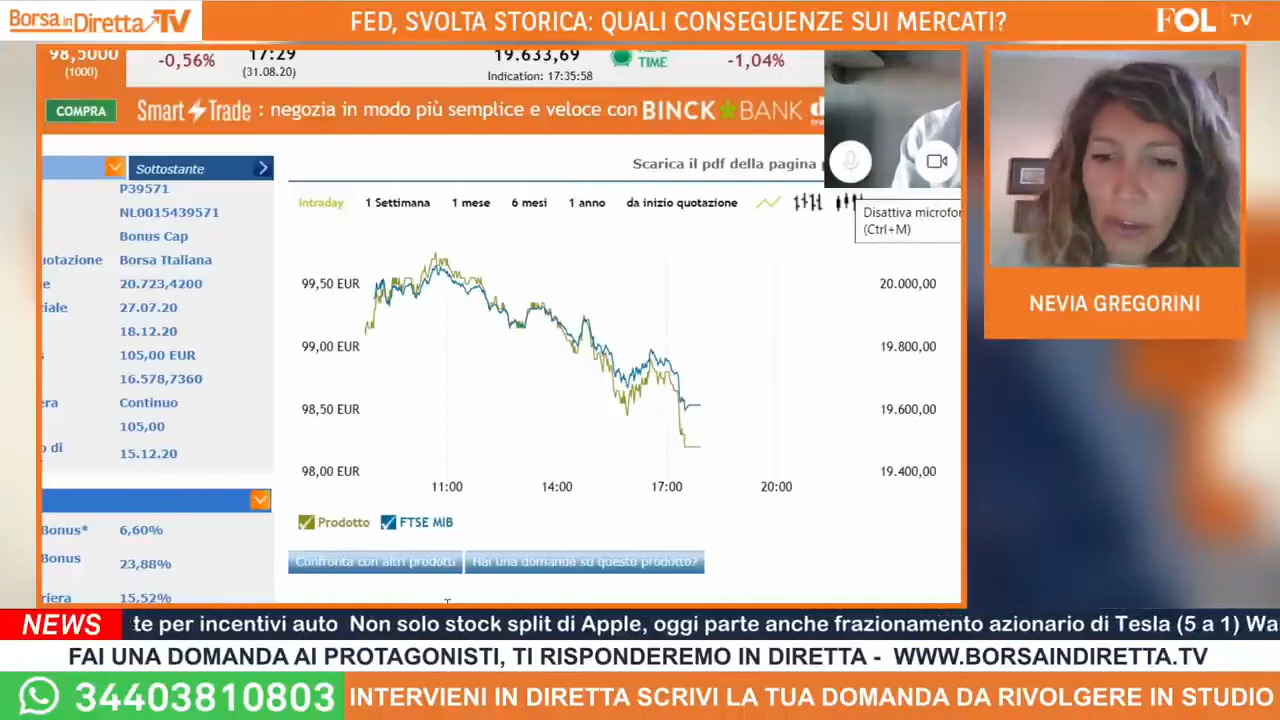 Borsa in Diretta TV
FED, SVOLTA STORICA: QUALI CONSEGUENZE SUI MERCATI?
FOL TV
98,5000
(1000)
-0,56%
17:29
(31.08.20)
19.633,69
Indication: 17:35:58
TIME
-1,04%
COMPRA
Smart Trade : negozia in modo più semplice e veloce con BINCK BANK
Sottostante
Scarica il pdf della pagina
P39571
NL0015439571
Bonus Cap
Borsa Italiana
20.723,4200
27.07.20
18.12.20
105,00 EUR
16.578,7360
Continuo
105,00
di
15.12.20
Intraday 1 Settimana 1 mese 6 mesi 1 anno da inizio quotazione
Disattiva microfor
(Ctrl+M)
99,50 EUR
99,00 EUR
98,50 EUR
98,00 EUR
20.000,00
19.800,00
19.600,00
19.400,00
11:00 14:00 17:00 20:00
Prodotto FTSE MIB
Confronta con altri prodotti Hai una domanda su questo prodotto?
Bonus* 6,60%
Bonus 23,88%
riera 15,52%
NEVIA GREGORINI
NEWS te per incentivi auto Non solo stock split di Apple, oggi parte anche frazionamento azionario di Tesla (5 a 1) Wa
FAI UNA DOMANDA AI PROTAGONISTI, TI RISPONDEREMO IN DIRETTA - WWW.BORSAINDIRETTA.TV
34403810803
INTERVIENI IN DIRETTA SCRIVI LA TUA DOMANDA DA RIVOLGERE IN STUDIO